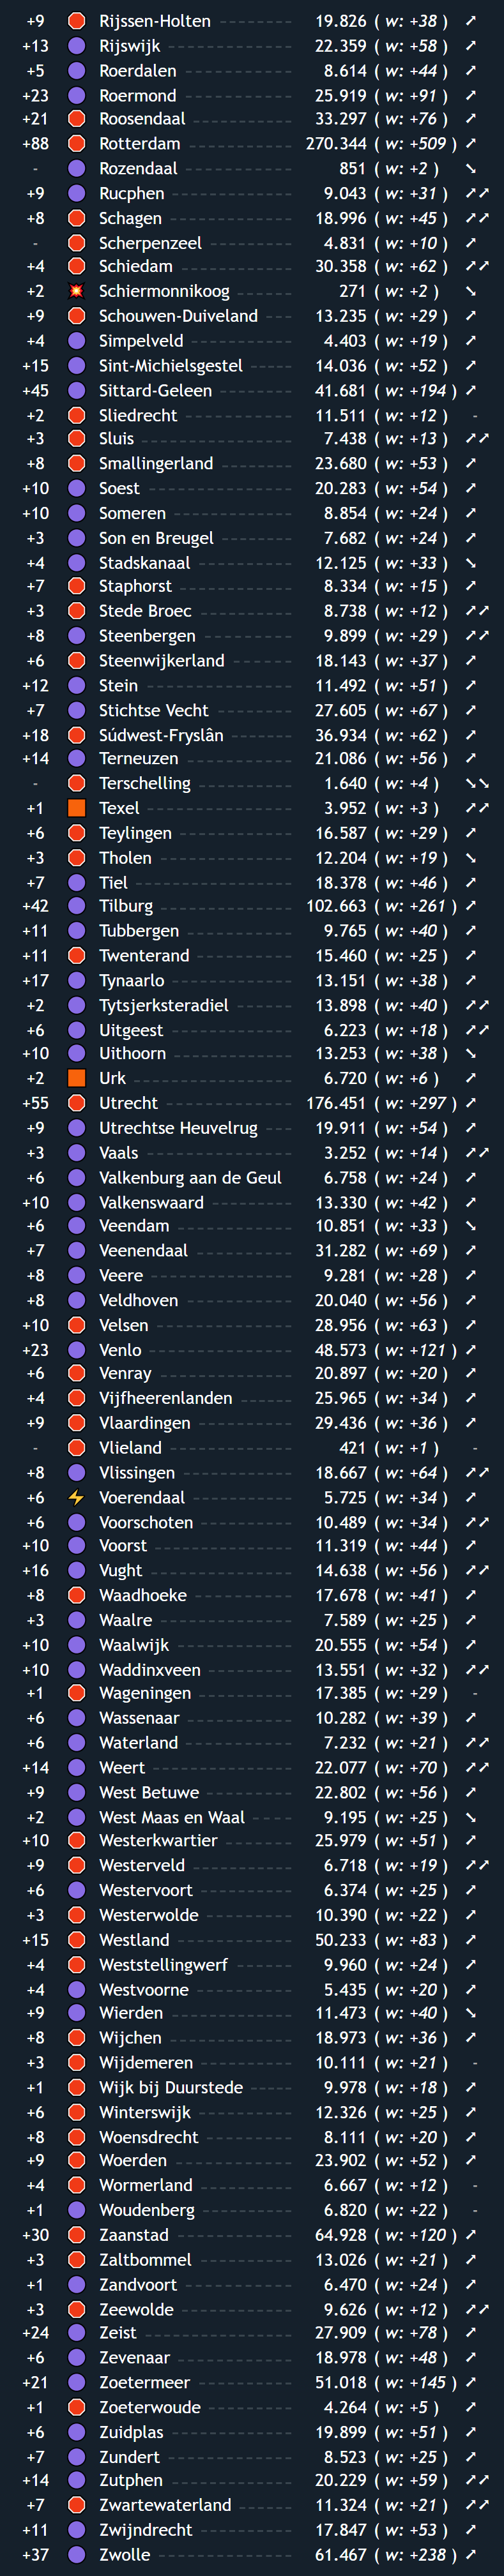 +9 Rijssen-Holten 19.826 ( w: +38 ) ➚
+13 Rijswijk 22.359 ( w: +58 ) ➚
+5 Roerdalen 8.614 ( w: +44 ) ➚
+23 Roermond 25.919 ( w: +91 ) ➚
+21 Roosendaal 33.297 ( w: +76 ) ➚
+88 Rotterdam 270.344 ( w: +509 ) ➚
- Rozendaal 851 ( w: +2 ) ➘
+9 Rucphen 9.043 ( w: +31 ) ➚➚
+8 Schagen 18.996 ( w: +45 ) ➚➚
- Scherpenzeel 4.831 ( w: +10 ) ➚
+4 Schiedam 30.358 ( w: +62 ) ➚➚
+2 Schiermonnikoog 271 ( w: +2 ) ➘
+9 Schouwen-Duiveland 13.235 ( w: +29 ) ➚
+4 Simpelveld 4.403 ( w: +19 ) ➚
+15 Sint-Michielsgestel 14.036 ( w: +52 ) ➚
+45 Sittard-Geleen 41.681 ( w: +194 ) ➚
+2 Sliedrecht 11.511 ( w: +12 ) -
+3 Sluis 7.438 ( w: +13 ) ➚➚
+8 Smallingerland 23.680 ( w: +53 ) ➚
+10 Soest 20.283 ( w: +54 ) ➚
+10 Someren 8.854 ( w: +24 ) ➚
+3 Son en Breugel 7.682 ( w: +24 ) ➚
+4 Stadskanaal 12.125 ( w: +33 ) ➘
+7 Staphorst 8.334 ( w: +15 ) ➚
+3 Stede Broec 8.738 ( w: +12 ) ➚➚
+8 Steenbergen 9.899 ( w: +29 ) ➚➚
+6 Steenwijkerland 18.143 ( w: +37 ) ➚
+12 Stein 11.492 ( w: +51 ) ➚
+7 Stichtse Vecht 27.605 ( w: +67 ) ➚
+18 Súdwest-Fryslân 36.934 ( w: +62 ) ➚
+14 Terneuzen 21.086 ( w: +56 ) ➚
- Terschelling 1.640 ( w: +4 ) ➘➘
+1 Texel 3.952 ( w: +3 ) ➚➚
+6 Teylingen 16.587 ( w: +29 ) ➚
+3 Tholen 12.204 ( w: +19 ) ➘
+7 Tiel 18.378 ( w: +46 ) ➚
+42 Tilburg 102.663 ( w: +261 ) ➚
+11 Tubbergen 9.765 ( w: +40 ) ➚
+11 Twenterand 15.460 ( w: +25 ) ➚
+17 Tynaarlo 13.151 ( w: +38 ) ➚
+2 Tytsjerksteradiel 13.898 ( w: +40 ) ➚➚
+6 Uitgeest 6.223 ( w: +18 ) ➚➚
+10 Uithoorn 13.253 ( w: +38 ) ➘
+2 Urk 6.720 ( w: +6 ) ➚
+55 Utrecht 176.451 ( w: +297 ) ➚
+9 Utrechtse Heuvelrug 19.911 ( w: +54 ) ➚
+3 Vaals 3.252 ( w: +14 ) ➚➚
+6 Valkenburg aan de Geul 6.758 ( w: +24 ) ➚
+10 Valkenswaard 13.330 ( w: +42 ) ➚
+6 Veendam 10.851 ( w: +33 ) ➘
+7 Veenendaal 31.282 ( w: +69 ) ➚
+8 Veere 9.281 ( w: +28 ) ➚
+8 Veldhoven 20.040 ( w: +56 ) ➚
+10 Velsen 28.956 ( w: +63 ) ➚
+23 Venlo 48.573 ( w: +121 ) ➚
+6 Venray 20.897 ( w: +20 ) ➚
+4 Vijfheerenlanden 25.965 ( w: +34 ) ➚
+9 Vlaardingen 29.436 ( w: +36 ) ➚
- Vlieland 421 ( w: +1 ) -
+8 Vlissingen 18.667 ( w: +64 ) ➚➚
+6 Voerendaal 5.725 ( w: +34 ) ➚
+6 Voorschoten 10.489 ( w: +34 ) ➚➚
+10 Voorst 11.319 ( w: +44 ) ➚
+16 Vught 14.638 ( w: +56 ) ➚➚
+8 Waadhoeke 17.678 ( w: +41 ) ➚
+3 Waalre 7.589 ( w: +25 ) ➚
+10 Waalwijk 20.555 ( w: +54 ) ➚
+10 Waddinxveen 13.551 ( w: +32 ) ➚➚
+1 Wageningen 17.385 ( w: +29 ) -
+6 Wassenaar 10.282 ( w: +39 ) ➚
+6 Waterland 7.232 ( w: +21 ) ➚➚
+14 Weert 22.077 ( w: +70 ) ➚➚
+9 West Betuwe 22.802 ( w: +56 ) ➚
+2 West Maas en Waal 9.195 ( w: +25 ) ➘
+10 Westerkwartier 25.979 ( w: +51 ) ➚
+9 Westerveld 6.718 ( w: +19 ) ➚➚
+6 Westervoort 6.374 ( w: +25 ) ➚
+3 Westerwolde 10.390 ( w: +22 ) ➚
+15 Westland 50.233 ( w: +83 ) ➚
+4 Weststellingwerf 9.960 ( w: +24 ) ➚
+4 Westvoorne 5.435 ( w: +20 ) ➚
+9 Wierden 11.473 ( w: +40 ) ➘
+8 Wijchen 18.973 ( w: +36 ) ➚
+3 Wijdemeren 10.111 ( w: +21 ) -
+1 Wijk bij Duurstede 9.978 ( w: +18 ) ➚
+6 Winterswijk 12.326 ( w: +25 ) ➚
+8 Woensdrecht 8.111 ( w: +20 ) ➚
+9 Woerden 23.902 ( w: +52 ) ➚
+4 Wormerland 6.667 ( w: +12 ) -
+1 Woudenberg 6.820 ( w: +22 ) -
+30 Zaanstad 64.928 ( w: +120 ) ➚
+3 Zaltbommel 13.026 ( w: +21 ) ➚
+1 Zandvoort 6.470 ( w: +24 ) ➚
+3 Zeewolde 9.626 ( w: +12 ) ➚➚
+24 Zeist 27.909 ( w: +78 ) ➚
+6 Zevenaar 18.978 ( w: +48 ) ➚
+21 Zoetermeer 51.018 ( w: +145 ) ➚
+1 Zoeterwoude 4.264 ( w: +5 ) ➚
+6 Zuidplas 19.899 ( w: +51 ) ➚
+7 Zundert 8.523 ( w: +25 ) ➚
+14 Zutphen 20.229 ( w: +59 ) ➚➚
+7 Zwartewaterland 11.324 ( w: +21 ) ➚➚
+11 Zwijndrecht 17.847 ( w: +53 ) ➚
+37 Zwolle 61.467 ( w: +238 ) ➚